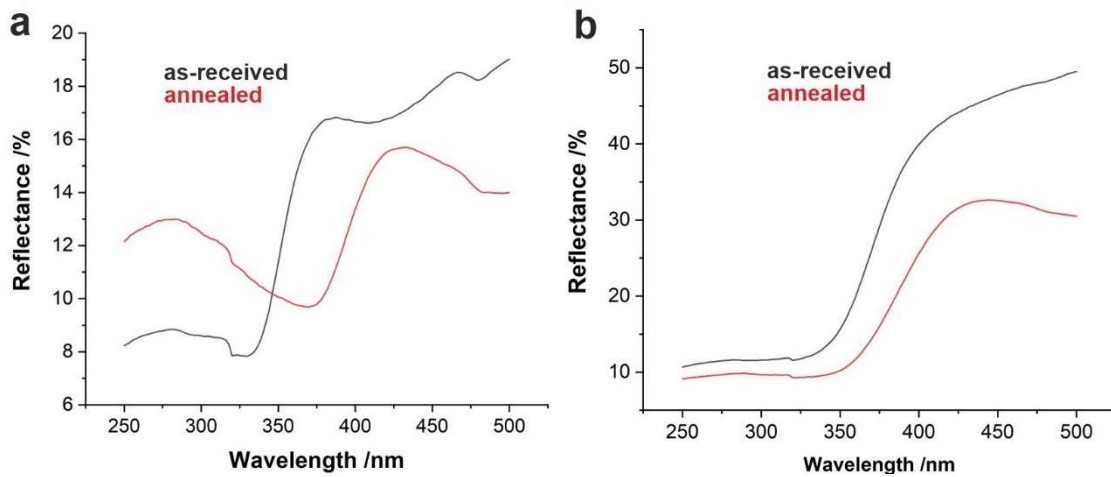 a
20
18
16
14
12
10
8
6
Reflectance /%
as-received
annealed
250 300 350 400 450 500
Wavelength /nm
b
50
40
30
20
10
Reflectance /%
as-received
annealed
250 300 350 400 450 500
Wavelength /nm